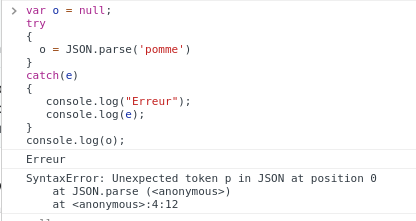 var o = null;
try
{
  o = JSON.parse('pomme')
}
catch(e)
{
   console.log("Erreur");
   console.log(e);
}
console.log(o);
Erreur
SyntaxError: Unexpected token p in JSON at position 0
    at JSON.parse (<anonymous>)
    at <anonymous>:4:12